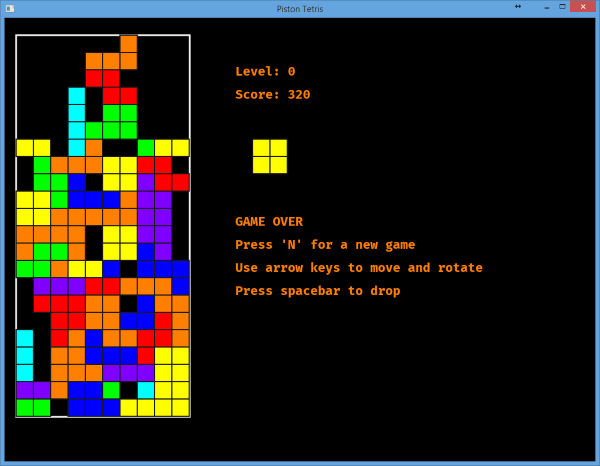 Piston Tetris
Level: 0
Score: 320
GAME OVER
Press 'N' for a new game
Use arrow keys to move and rotate
Press spacebar to drop